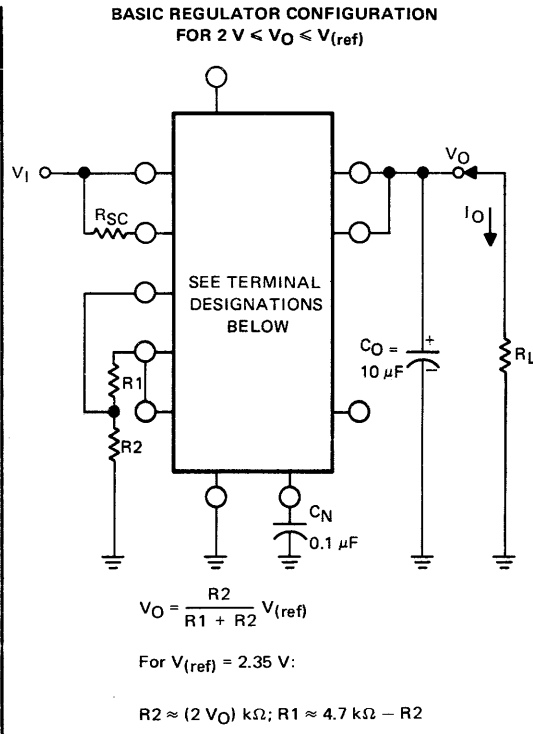 BASIC REGULATOR CONFIGURATION
FOR 2 V ⩽ VO ⩽ V(ref)
VI
VO
RSC
IO
SEE TERMINAL
DESIGNATIONS
BELOW
CO =
10 μF
+
−
RL
R1
R2
CN
0.1 μF
VO = R2 / (R1 + R2) V(ref)
For V(ref) = 2.35 V:
R2 ≈ (2 VO) kΩ; R1 ≈ 4.7 kΩ − R2